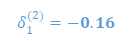 δ₁⁽²⁾ = −0.16